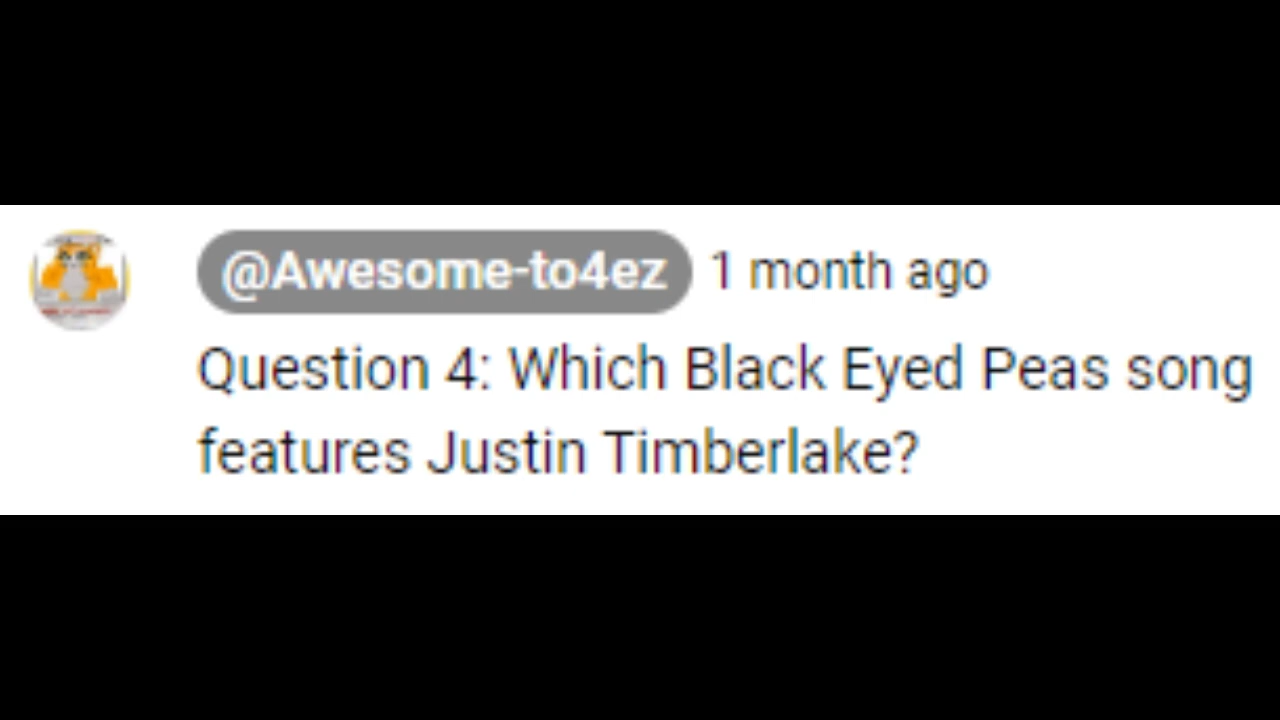 @Awesome-to4ez 1 month ago
Question 4: Which Black Eyed Peas song
features Justin Timberlake?